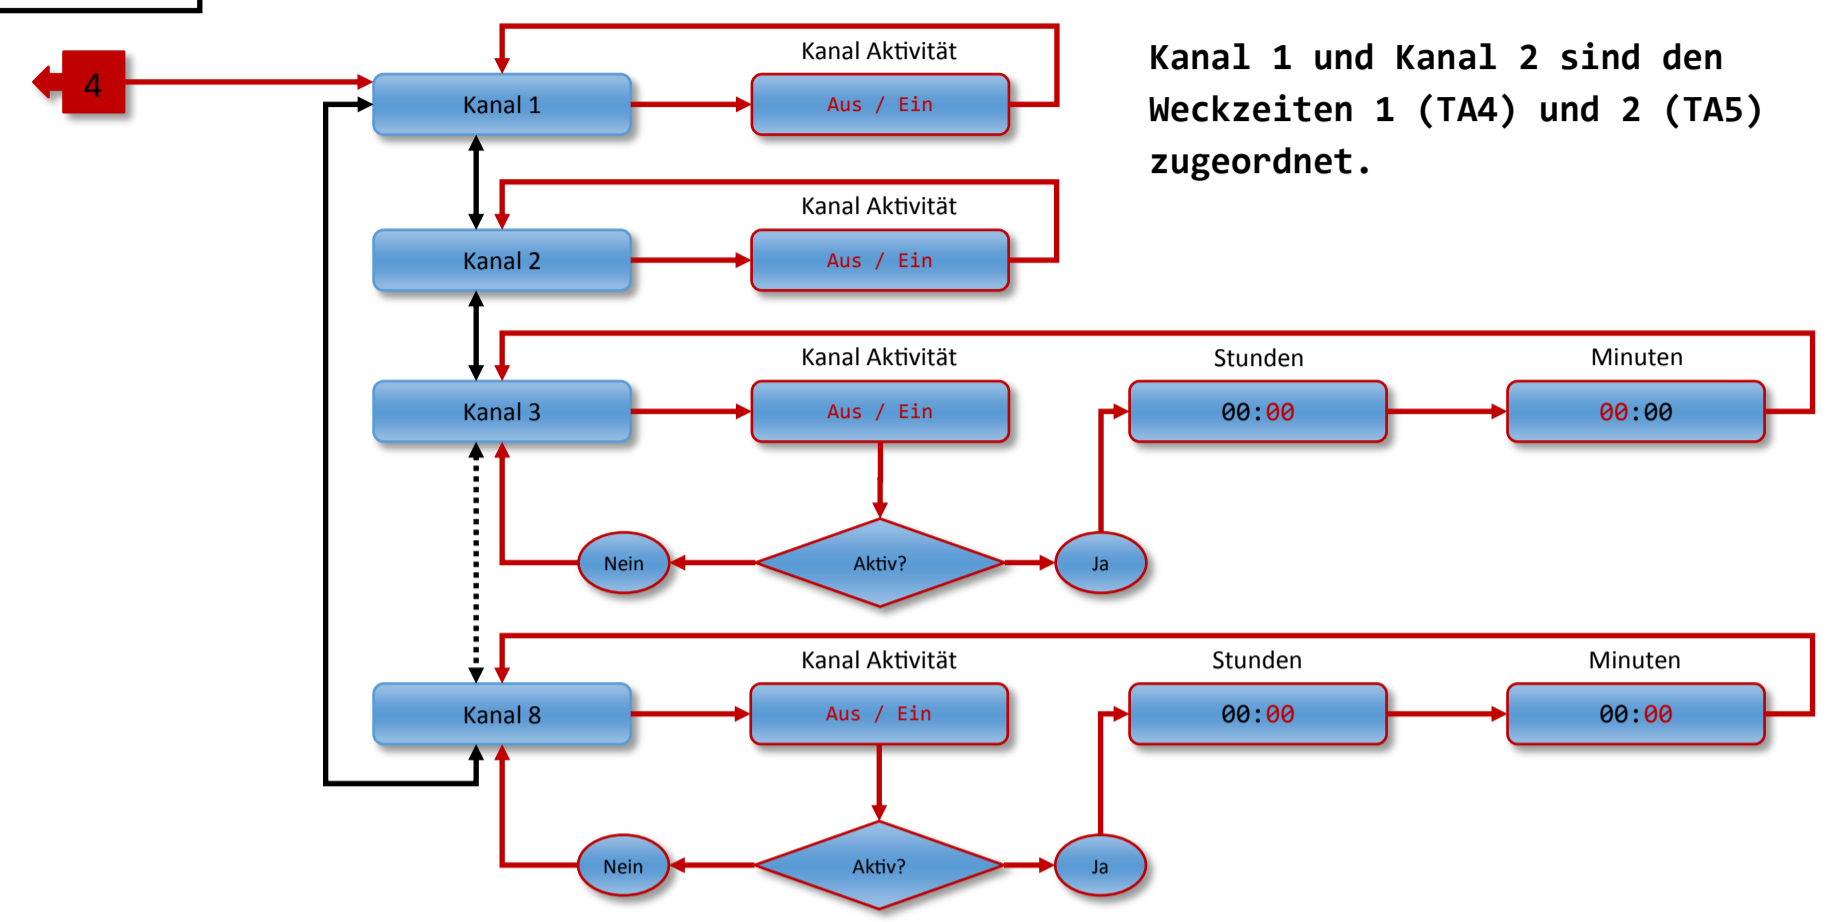 4
Kanal 1
Kanal Aktivität
Aus / Ein
Kanal 1 und Kanal 2 sind den
Weckzeiten 1 (TA4) und 2 (TA5)
zugeordnet.
Kanal 2
Kanal Aktivität
Aus / Ein
Kanal 3
Kanal Aktivität
Aus / Ein
Stunden
00:00
Minuten
00:00
Nein
Aktiv?
Ja
Kanal 8
Kanal Aktivität
Aus / Ein
Stunden
00:00
Minuten
00:00
Nein
Aktiv?
Ja